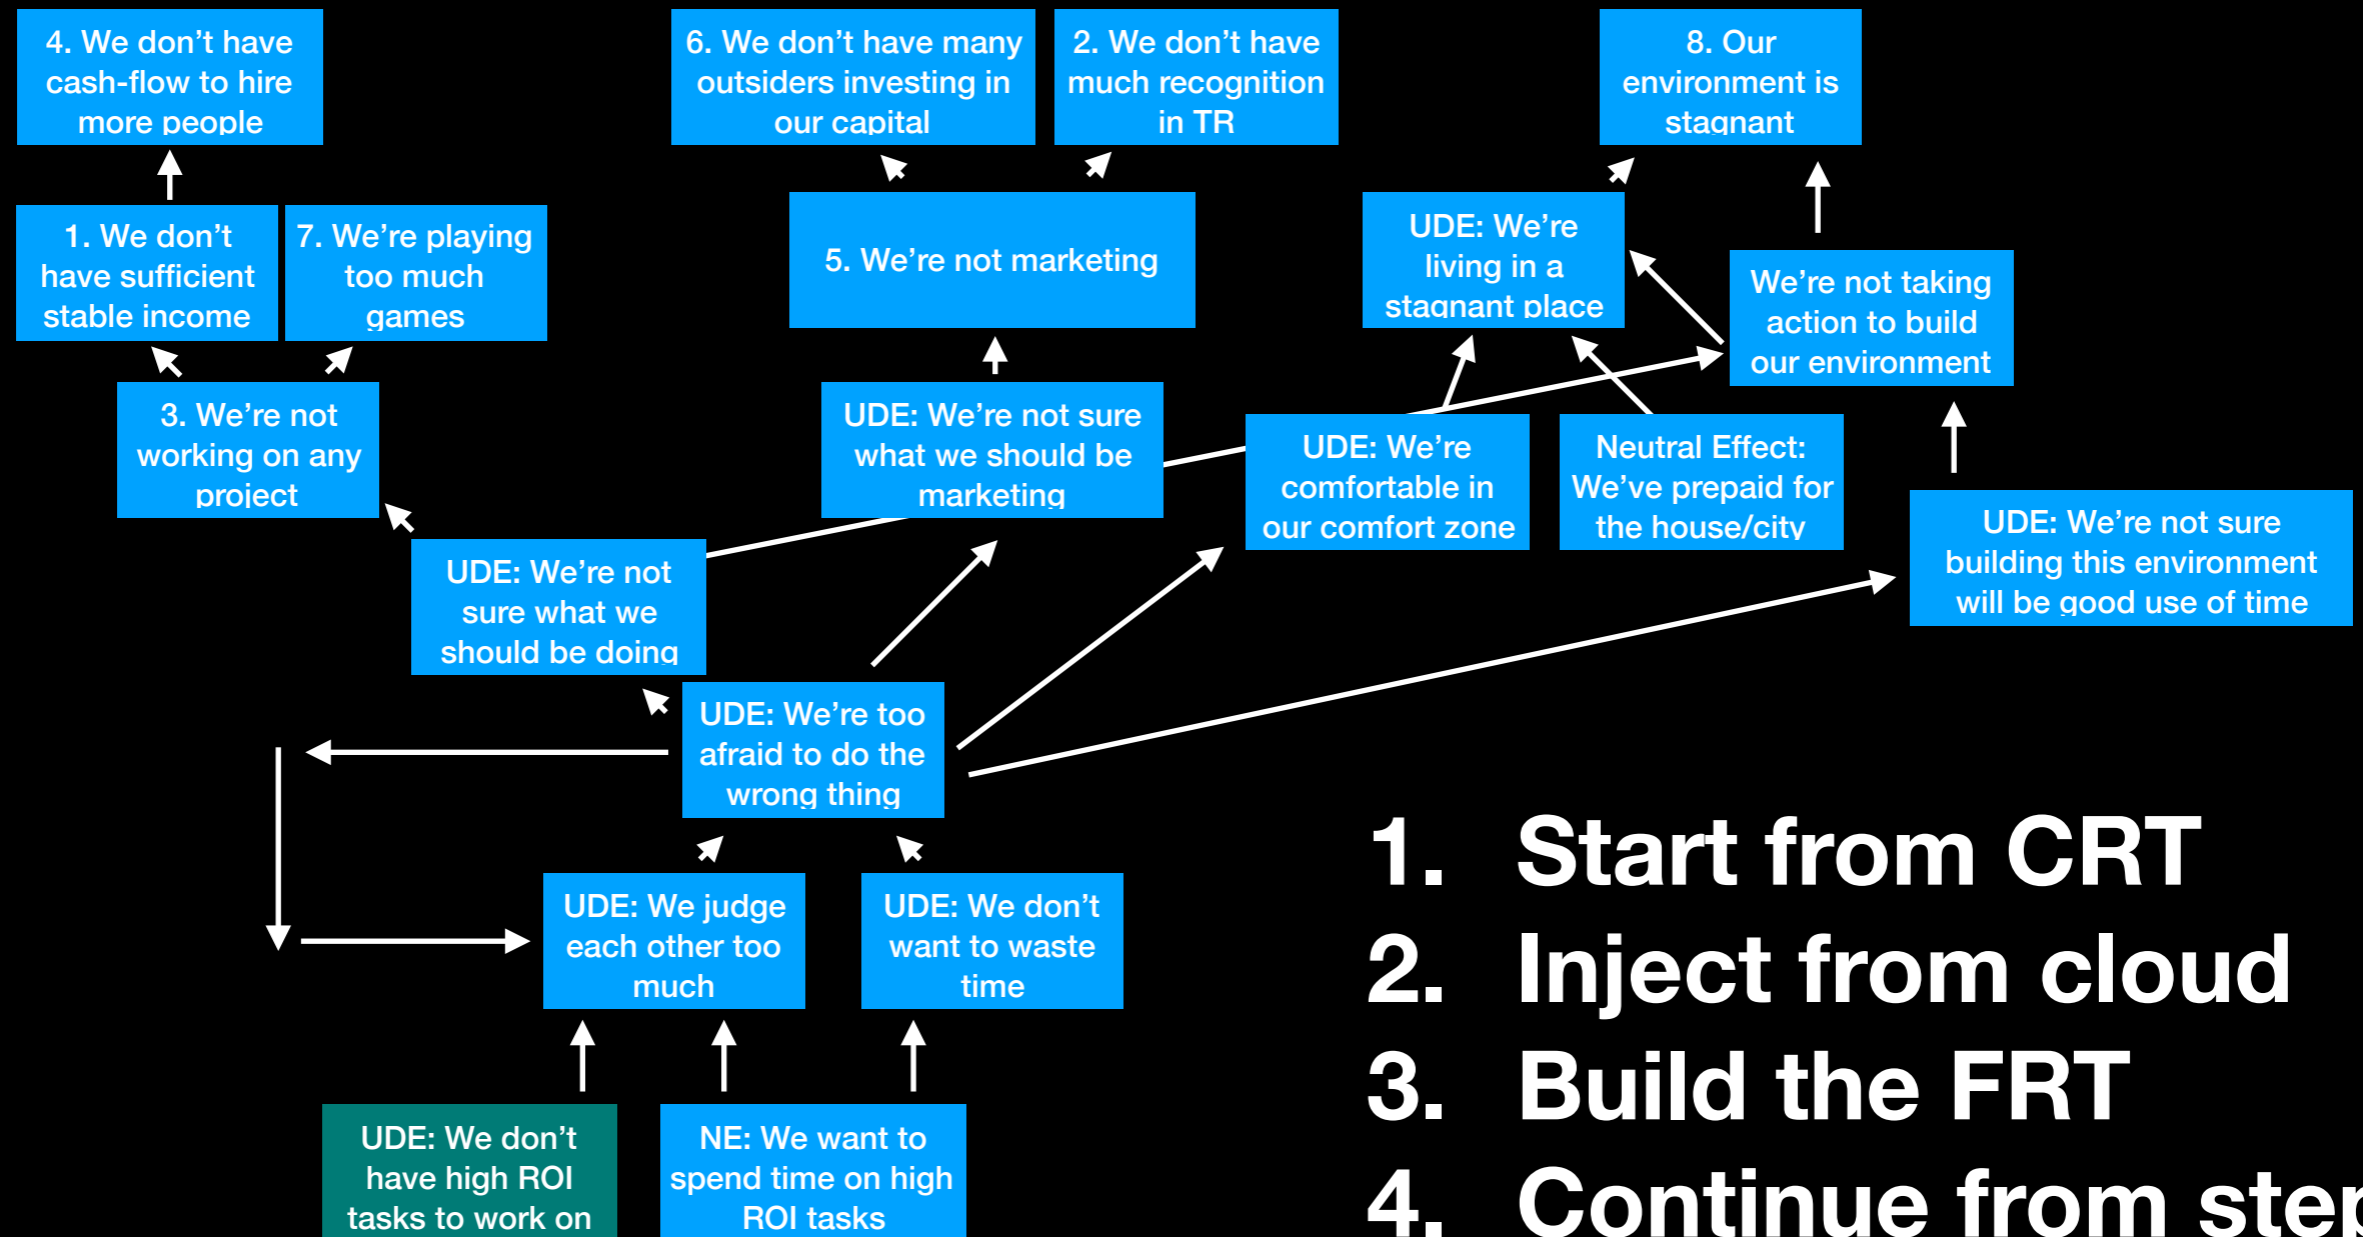 4. We don't have
cash-flow to hire
more people
6. We don't have many
outsiders investing in
our capital
2. We don't have
much recognition
in TR
8. Our
environment is
stagnant
1. We don't
have sufficient
stable income
7. We're playing
too much
games
5. We're not marketing
UDE: We're
living in a
stagnant place
We're not taking
action to build
our environment
3. We're not
working on any
project
UDE: We're not sure
what we should be
marketing
UDE: We're
comfortable in
our comfort zone
Neutral Effect:
We've prepaid for
the house/city
UDE: We're not sure
building this environment
will be good use of time
UDE: We're not
sure what we
should be doing
UDE: We're too
afraid to do the
wrong thing
UDE: We judge
each other too
much
UDE: We don't
want to waste
time
UDE: We don't
have high ROI
tasks to work on
NE: We want to
spend time on high
ROI tasks
1. Start from CRT
2. Inject from cloud
3. Build the FRT
4. Continue from step